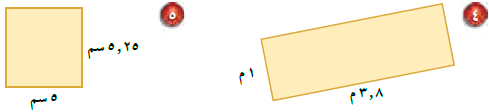 ٤
١ م
٣,٨ م
٥
٥,٢٥ سم
٥ سم